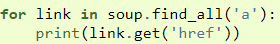 for link in soup.find_all('a'):
    print(link.get('href'))